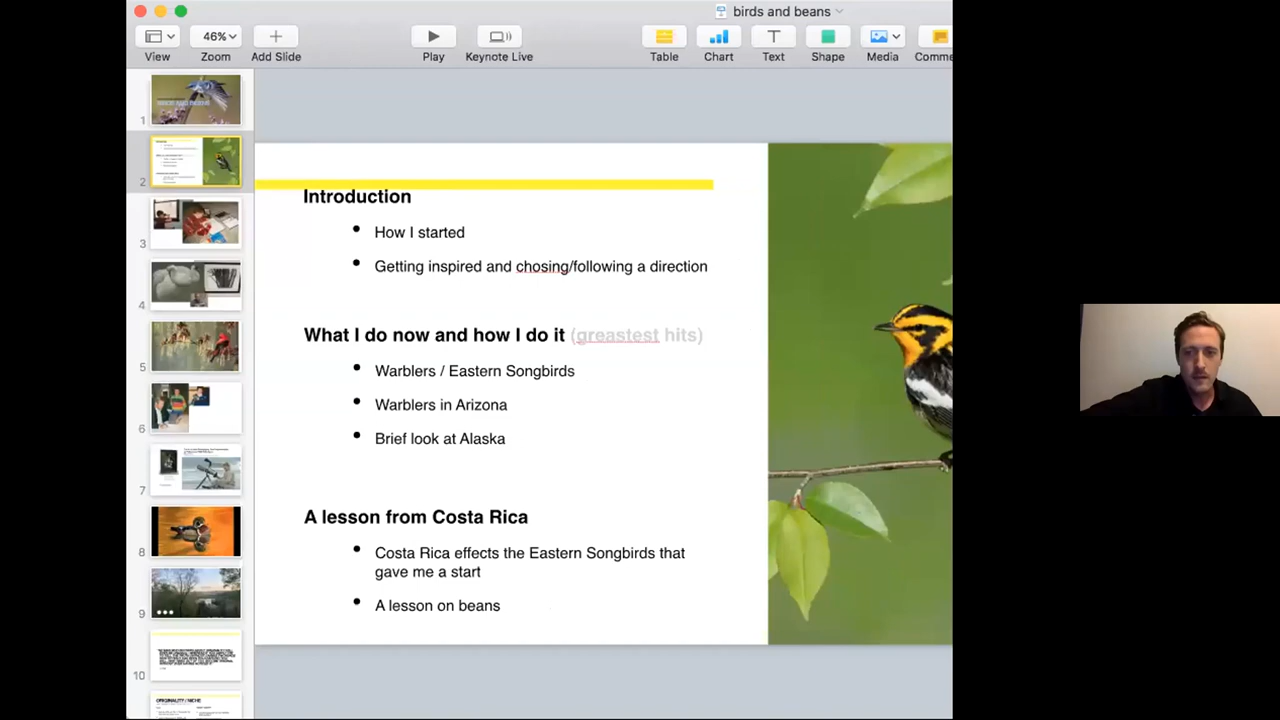 birds and beans
46%
View
Zoom
Add Slide
Play
Keynote Live
Table
Chart
Text
Shape
Media
Comme
1
2
3
4
5
6
7
8
9
10
Introduction
How I started
Getting inspired and chosing/following a direction
What I do now and how I do it (greastest hits)
Warblers / Eastern Songbirds
Warblers in Arizona
Brief look at Alaska
A lesson from Costa Rica
Costa Rica effects the Eastern Songbirds that
gave me a start
A lesson on beans
ORIGINALITY / NICHE